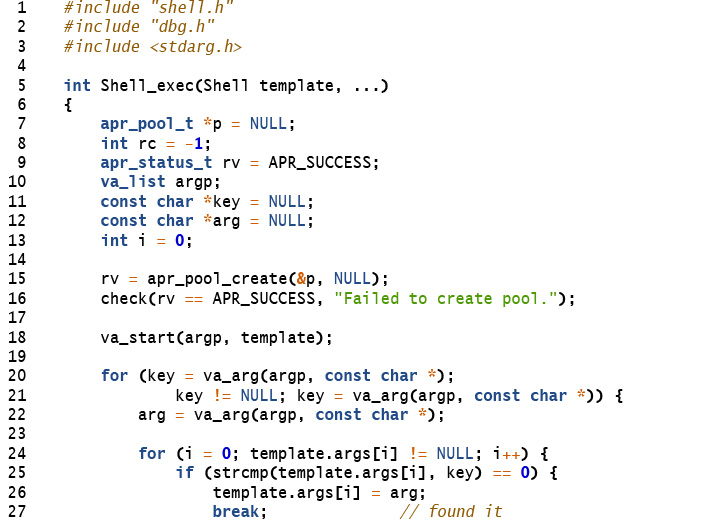 1 #include "shell.h"
2 #include "dbg.h"
3 #include <stdarg.h>
4
5 int Shell_exec(Shell template, ...)
6 {
7     apr_pool_t *p = NULL;
8     int rc = -1;
9     apr_status_t rv = APR_SUCCESS;
10     va_list argp;
11     const char *key = NULL;
12     const char *arg = NULL;
13     int i = 0;
14
15     rv = apr_pool_create(&p, NULL);
16     check(rv == APR_SUCCESS, "Failed to create pool.");
17
18     va_start(argp, template);
19
20     for (key = va_arg(argp, const char *);
21             key != NULL; key = va_arg(argp, const char *)) {
22         arg = va_arg(argp, const char *);
23
24         for (i = 0; template.args[i] != NULL; i++) {
25             if (strcmp(template.args[i], key) == 0) {
26                 template.args[i] = arg;
27                 break;              // found it